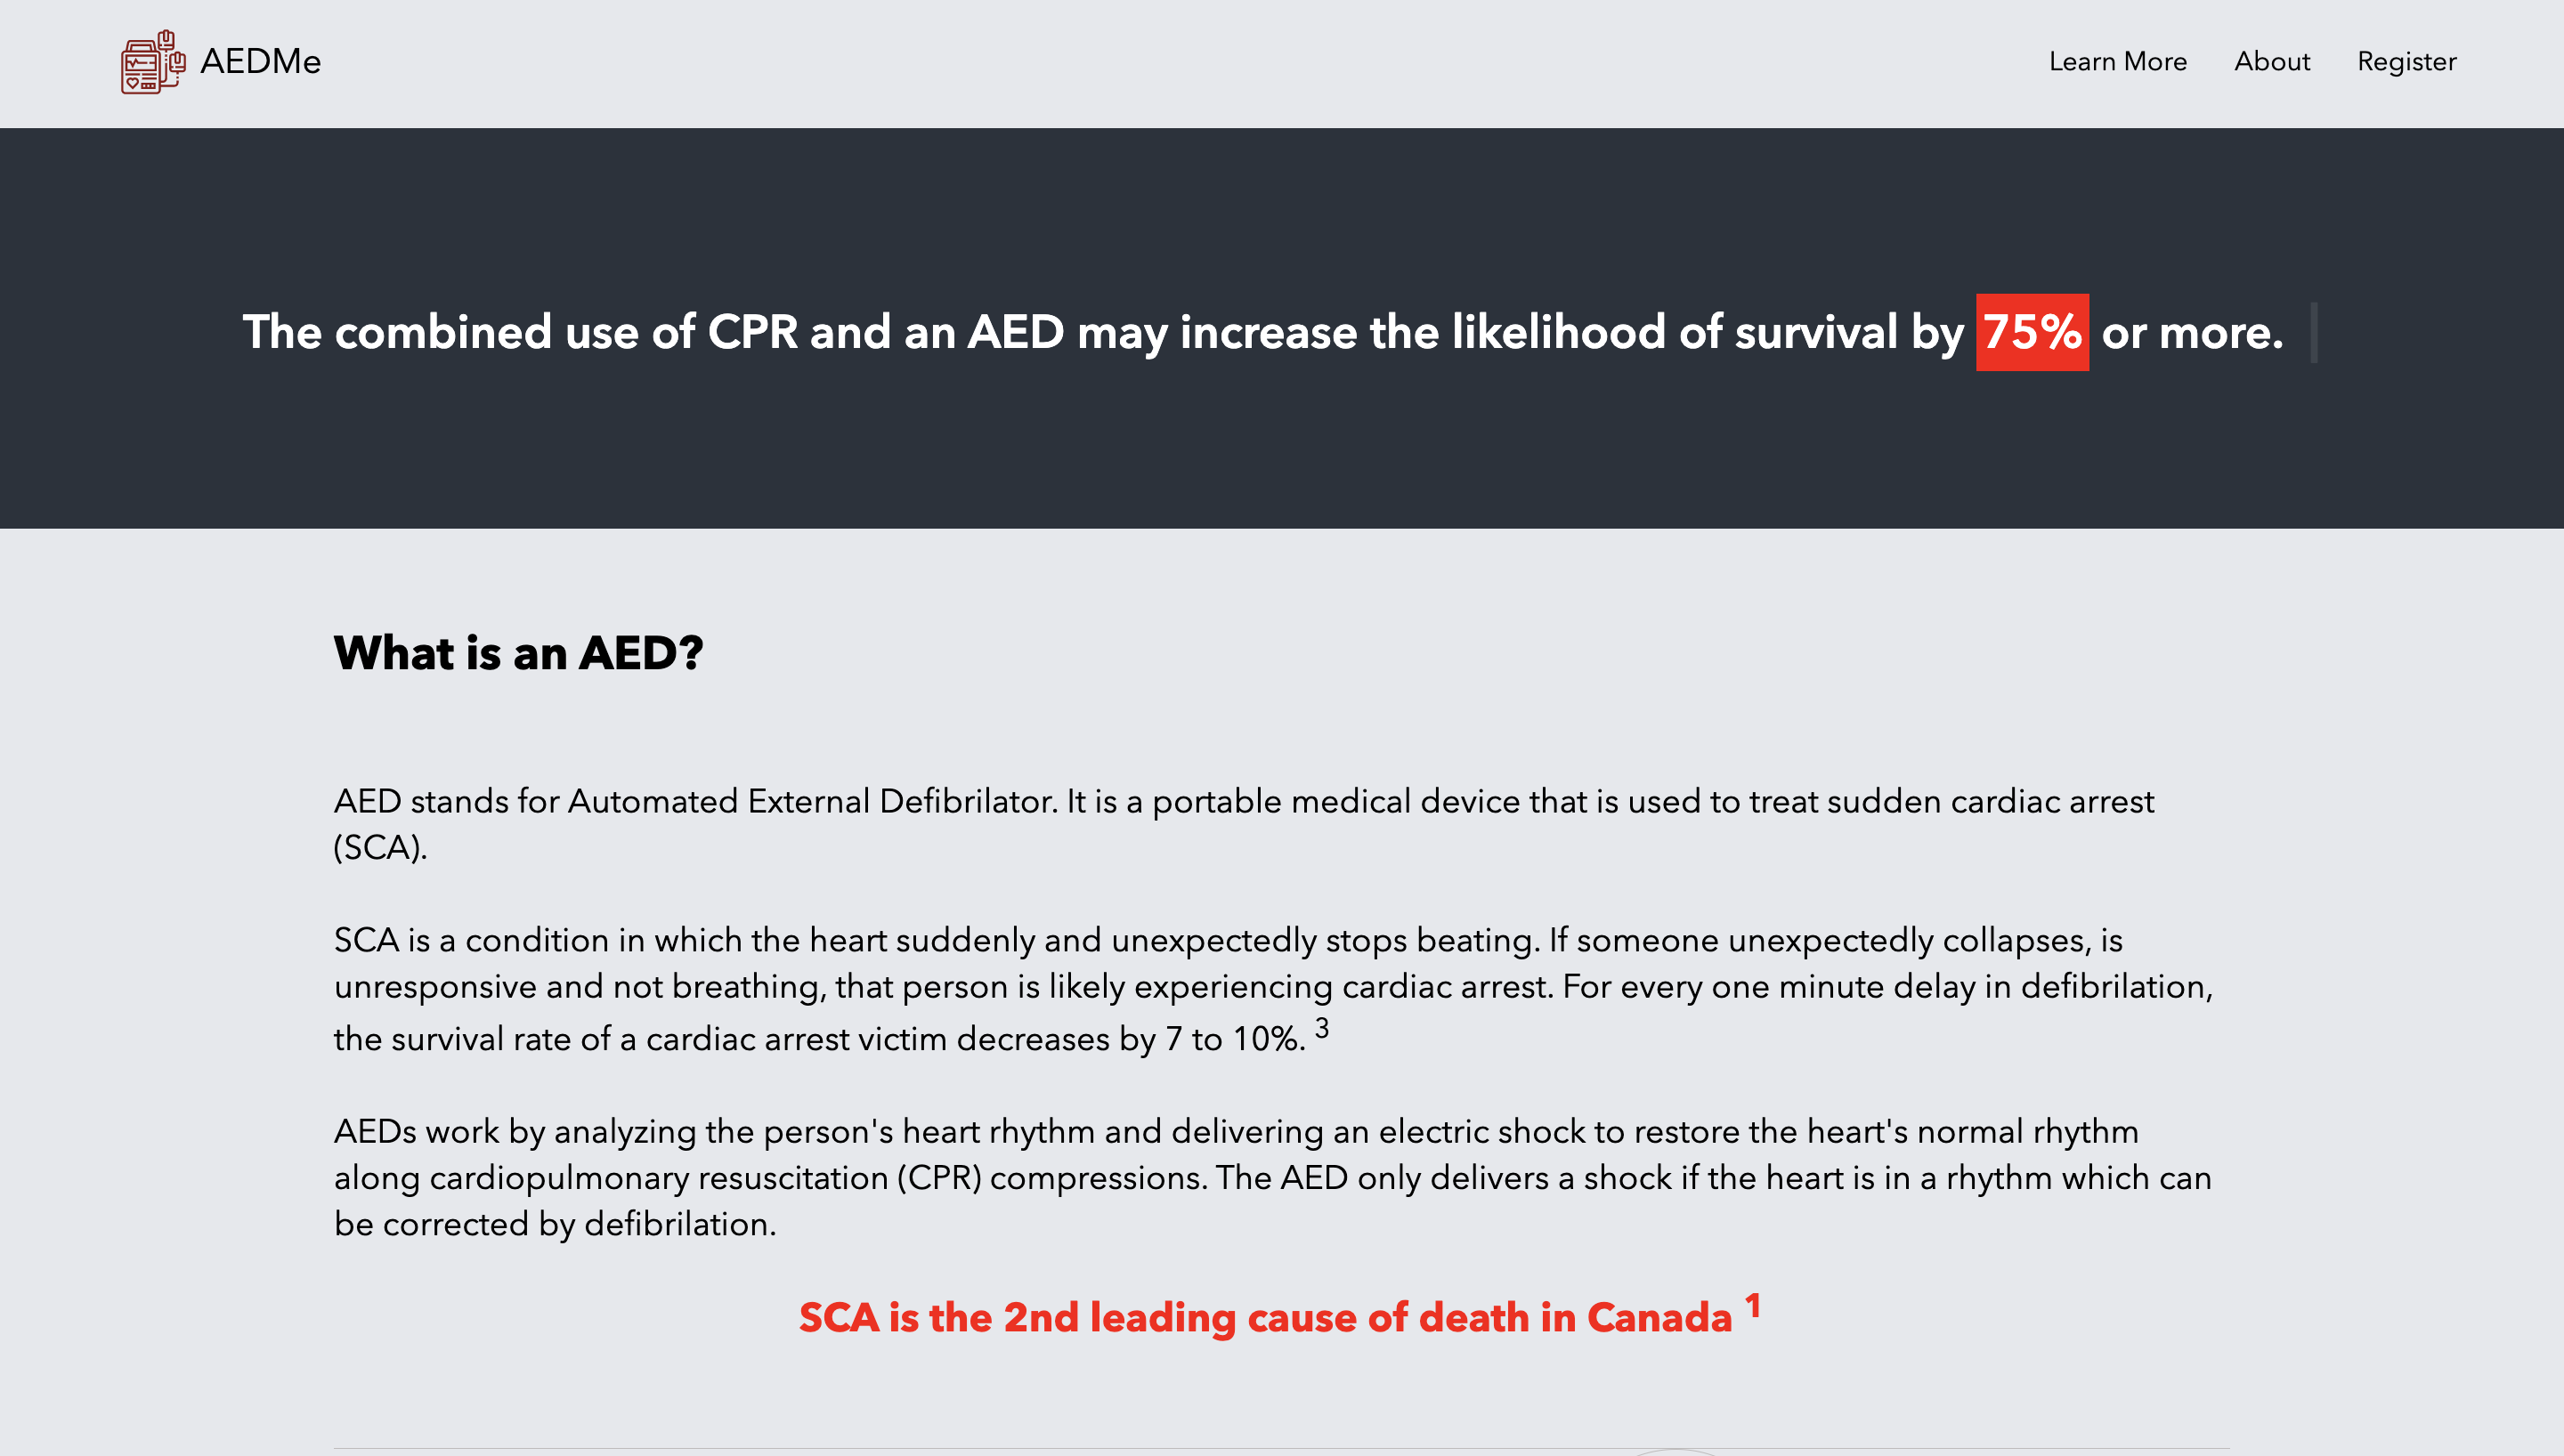 AEDMe
Learn More About Register
The combined use of CPR and an AED may increase the likelihood of survival by 75% or more.
What is an AED?
AED stands for Automated External Defibrilator. It is a portable medical device that is used to treat sudden cardiac arrest
(SCA).
SCA is a condition in which the heart suddenly and unexpectedly stops beating. If someone unexpectedly collapses, is
unresponsive and not breathing, that person is likely experiencing cardiac arrest. For every one minute delay in defibrilation,
the survival rate of a cardiac arrest victim decreases by 7 to 10%. 3
AEDs work by analyzing the person's heart rhythm and delivering an electric shock to restore the heart's normal rhythm
along cardiopulmonary resuscitation (CPR) compressions. The AED only delivers a shock if the heart is in a rhythm which can
be corrected by defibrilation.
SCA is the 2nd leading cause of death in Canada 1